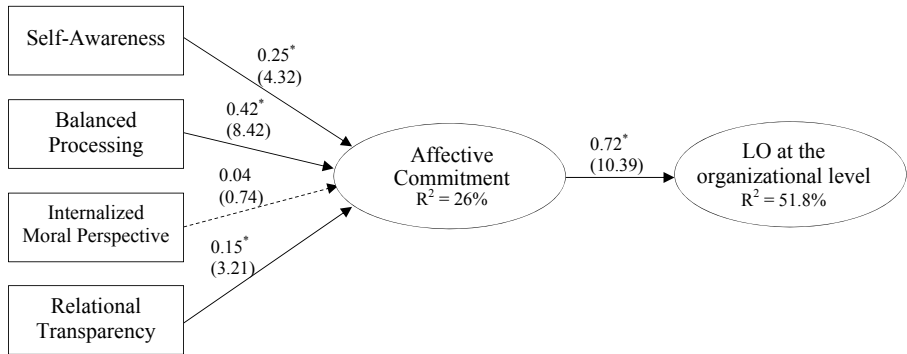 Self-Awareness
0.25*
(4.32)
Balanced
Processing
0.42*
(8.42)
Internalized
Moral Perspective
0.04
(0.74)
Relational
Transparency
0.15*
(3.21)
Affective
Commitment
R² = 26%
0.72*
(10.39)
LO at the
organizational level
R² = 51.8%